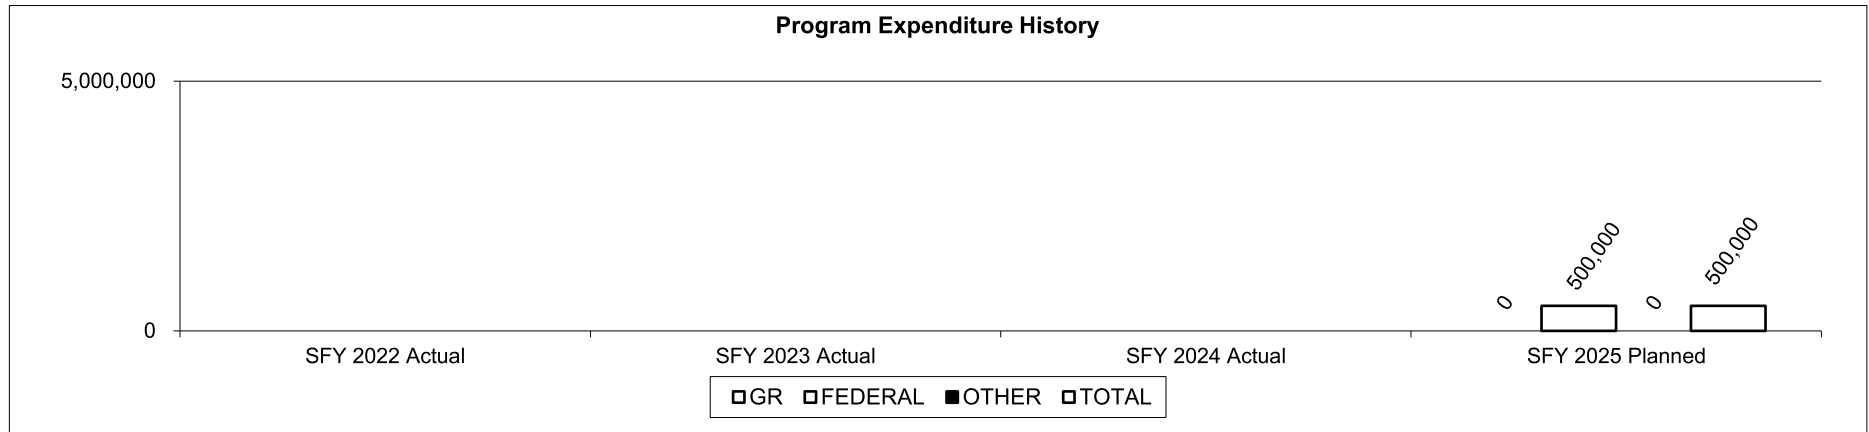 Program Expenditure History
5,000,000
0 500,000 0 500,000
0
SFY 2022 Actual SFY 2023 Actual SFY 2024 Actual SFY 2025 Planned
GR FEDERAL OTHER TOTAL